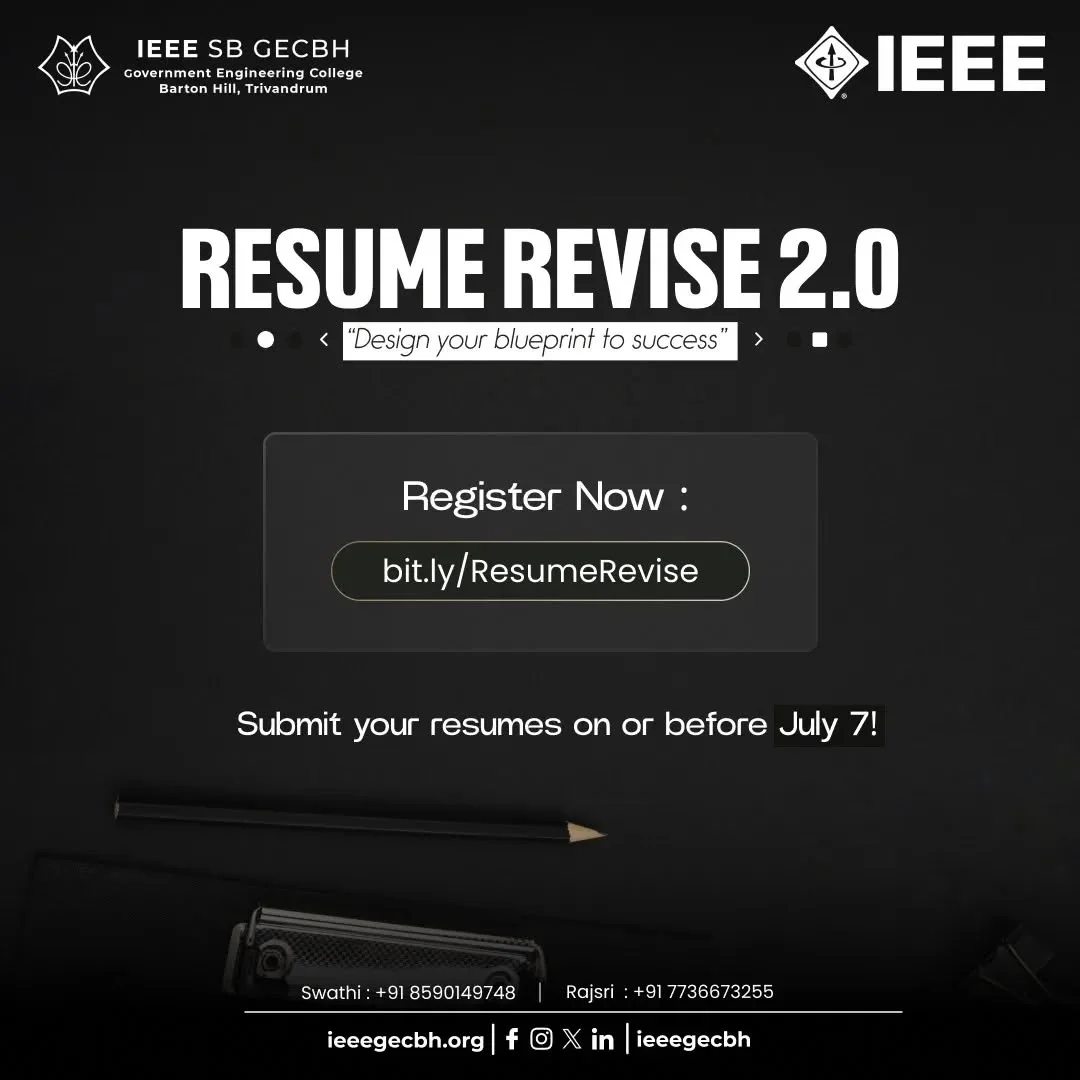 IEEE SB GECBH
Government Engineering College
Barton Hill, Trivandrum
IEEE
RESUME REVISE 2.0
"Design your blueprint to success"
Register Now :
bit.ly/ResumeRevise
Submit your resumes on or before July 7!
Swathi : +91 8590149748 | Rajsri : +91 7736673255
ieeegecbh.org | ieeegecbh